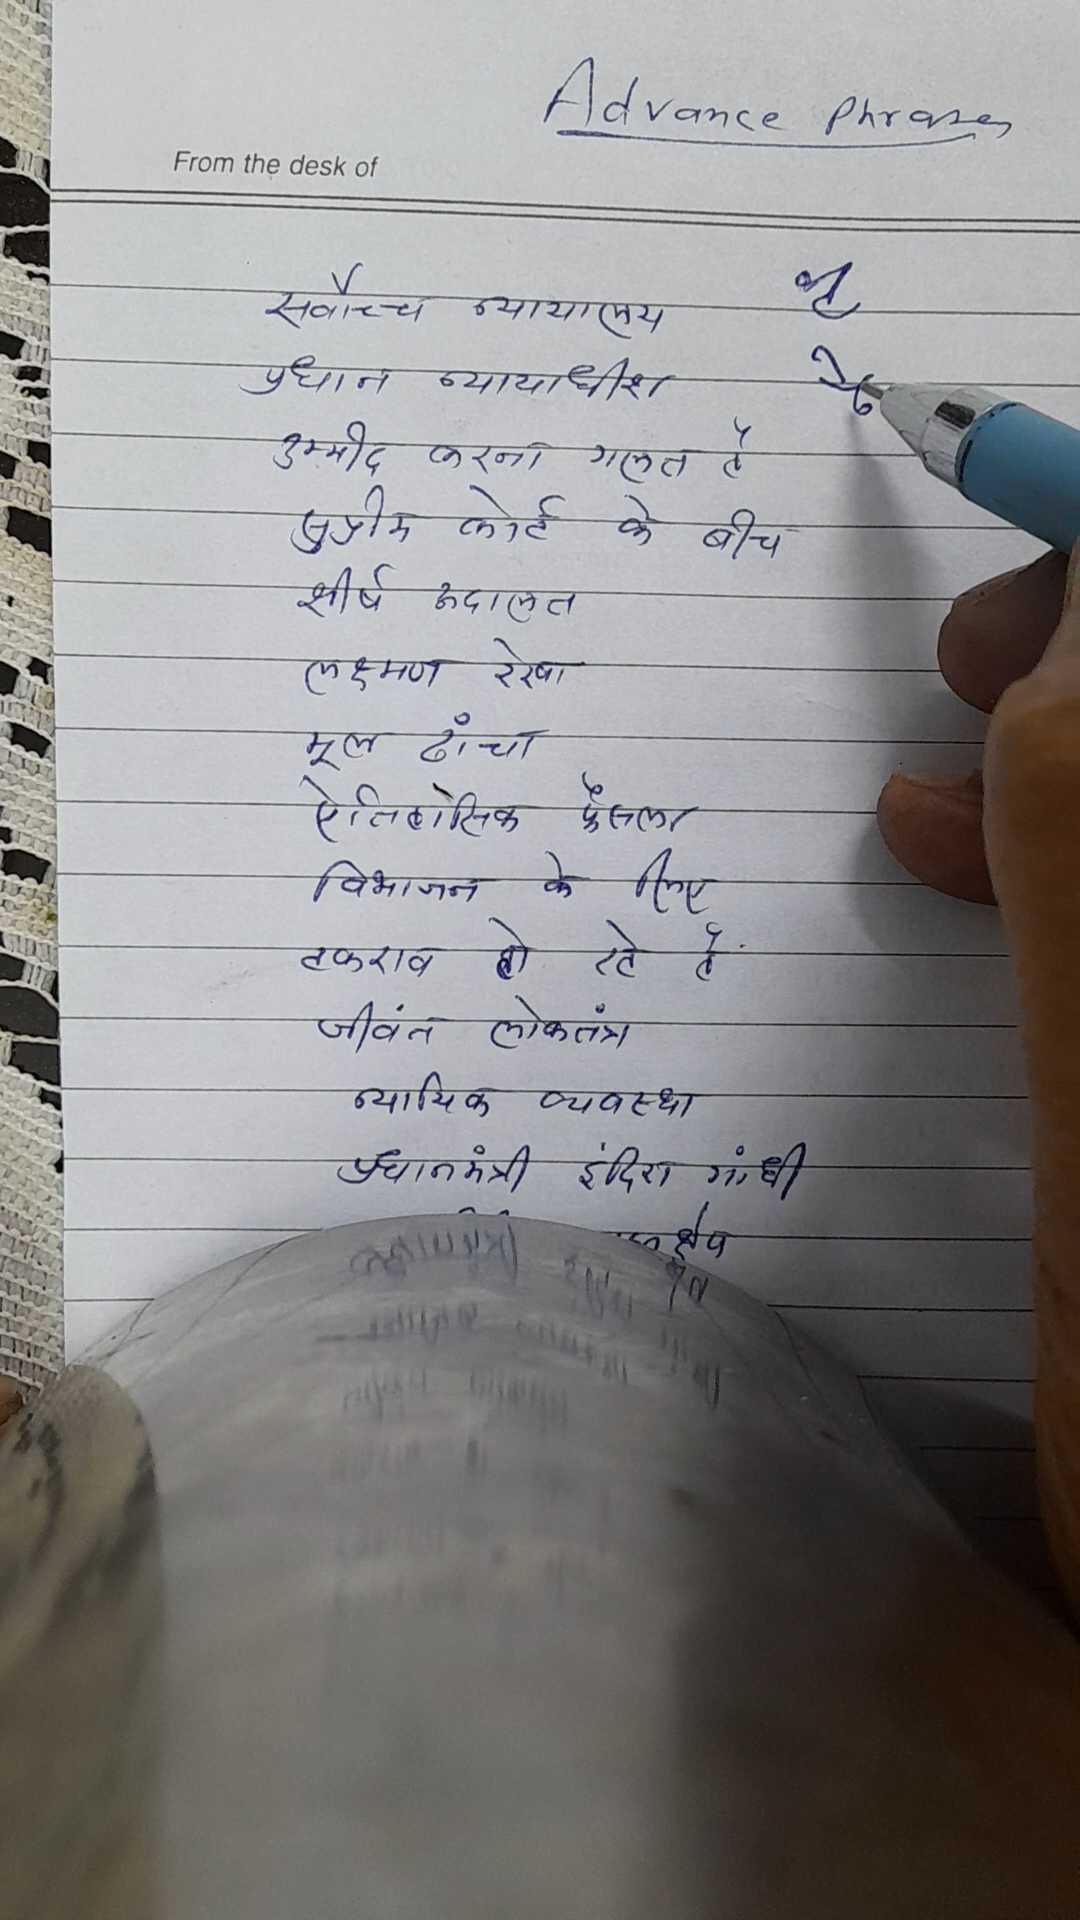 Advance Phrases
From the desk of
सर्वोच्च न्यायालय
प्रधान न्यायाधीश
उम्मीद करना गलत है
सुप्रीम कोर्ट के बीच
शीर्ष अदालत
लक्ष्मण रेखा
मूल ढांचा
ऐतिहासिक फैसला
विभाजन के लिए
टकराव हो रहे हैं.
जीवंत लोकतंत्र
न्यायिक व्यवस्था
प्रधानमंत्री इंदिरा गांधी